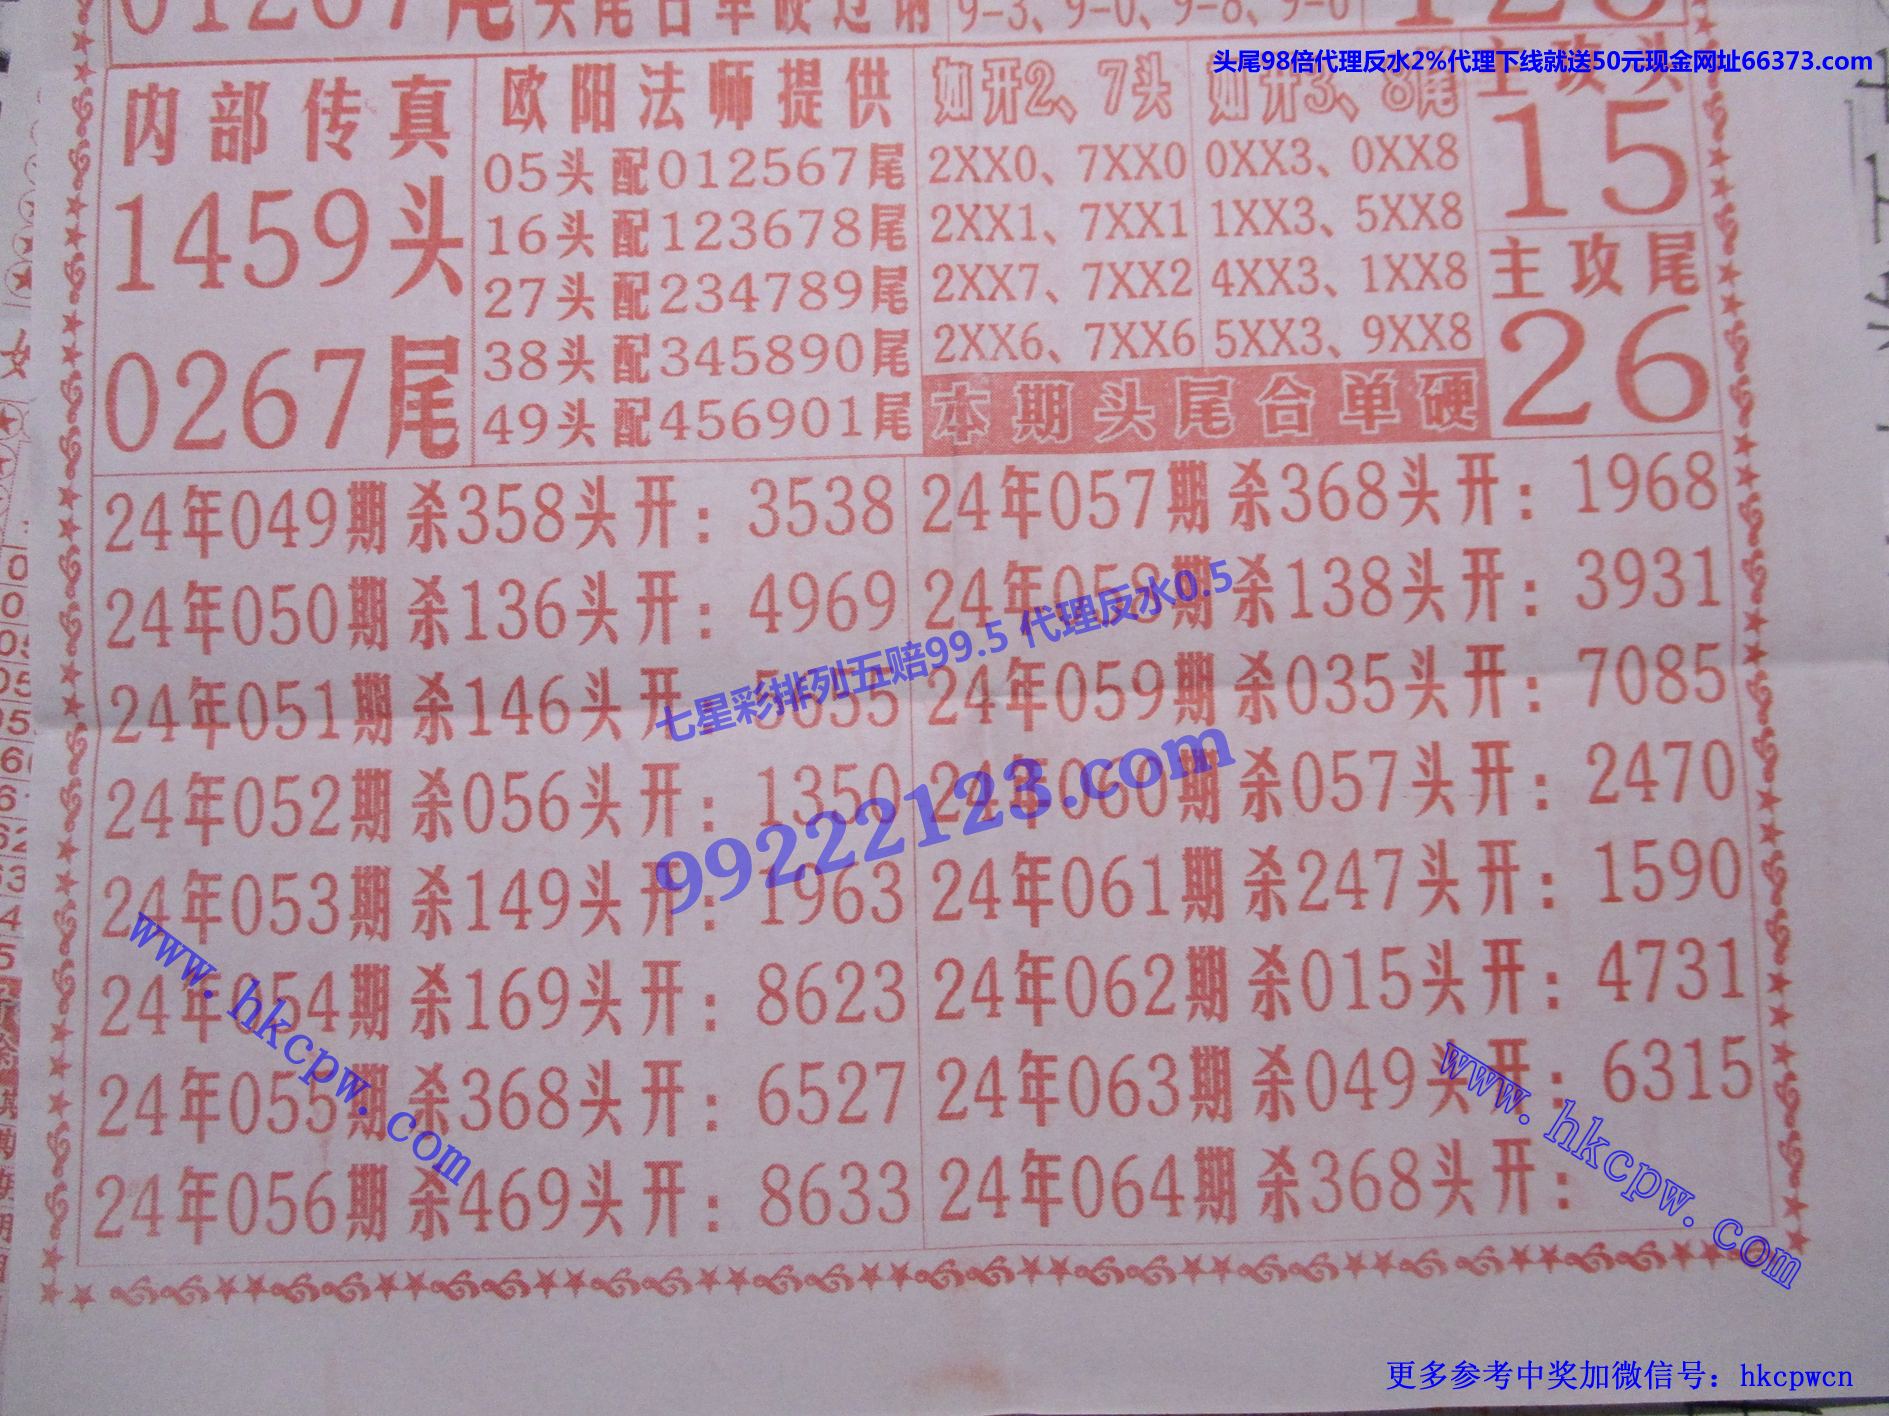 头尾98倍代理反水2%代理下线就送50元现金网址66373.com
内部传真
1459头
0267尾
欧阳法师提供
05头配012567尾
16头配123678尾
27头配234789尾
38头配345890尾
49头配456901尾
如开2、7头
2XX0、7XX0
2XX1、7XX1
2XX7、7XX2
2XX6、7XX6
如开3、8尾
0XX3、0XX8
1XX3、5XX8
4XX3、1XX8
5XX3、9XX8
本期头尾合单硬
主攻头
15
主攻尾
26
24年049期杀358头开：3538
24年050期杀136头开：4969
24年051期杀146头开：
24年052期杀056头开：1350
24年053期杀149头开：1963
24年054期杀169头开：8623
24年055期杀368头开：6527
24年056期杀469头开：8633
24年057期杀368头开：1968
24年058期杀138头开：3931
24年059期杀035头开：7085
24年060期杀057头开：2470
24年061期杀247头开：1590
24年062期杀015头开：4731
24年063期杀049头开：6315
24年064期杀368头开：
七星彩排列五赔99.5 代理反水0.5
99222123.com
www.hkcpw.com
www.hkcpw.com
更多参考中奖加微信号：hkcpwcn